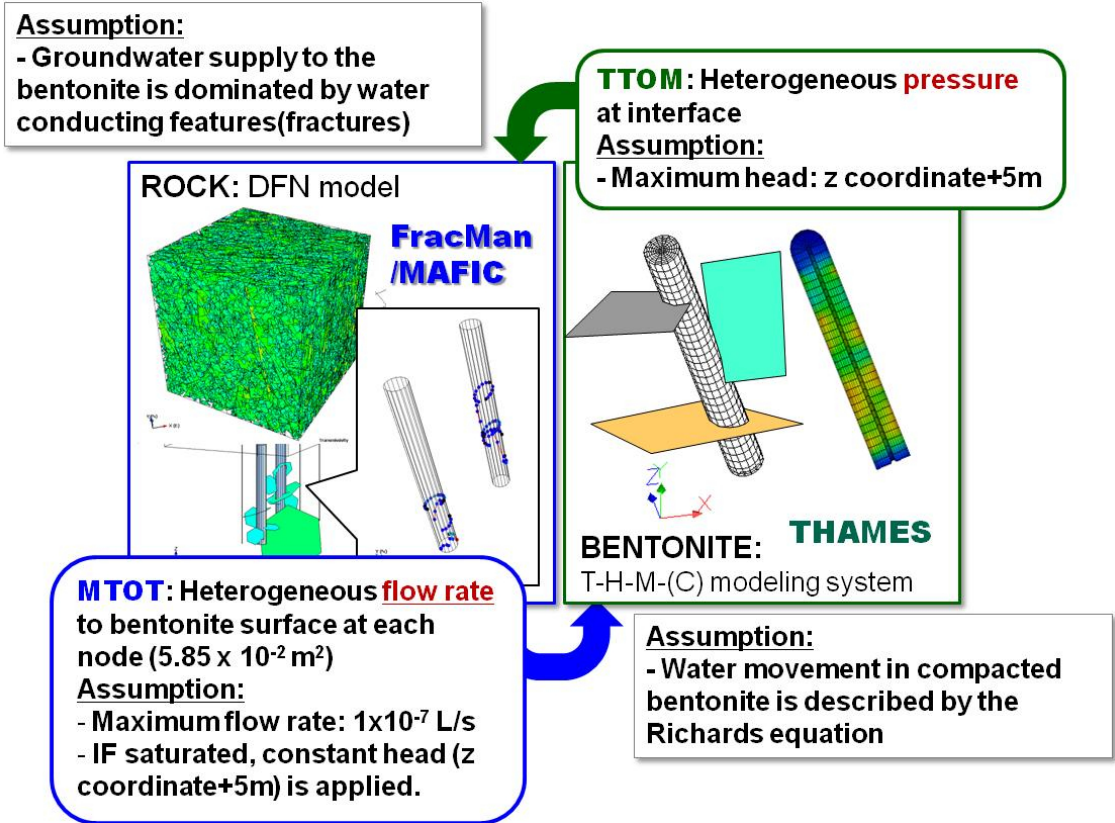 Assumption:
- Groundwater supply to the
bentonite is dominated by water
conducting features(fractures)
TTOM: Heterogeneous pressure
at interface
Assumption:
- Maximum head: z coordinate+5m
ROCK: DFN model
FracMan
/MAFIC
Z
Y
X
BENTONITE:
THAMES
T-H-M-(C) modeling system
MTOT: Heterogeneous flow rate
to bentonite surface at each
node (5.85 x 10⁻² m²)
Assumption:
- Maximum flow rate: 1x10⁻⁷ L/s
- IF saturated, constant head (z
coordinate+5m) is applied.
Assumption:
- Water movement in compacted
bentonite is described by the
Richards equation